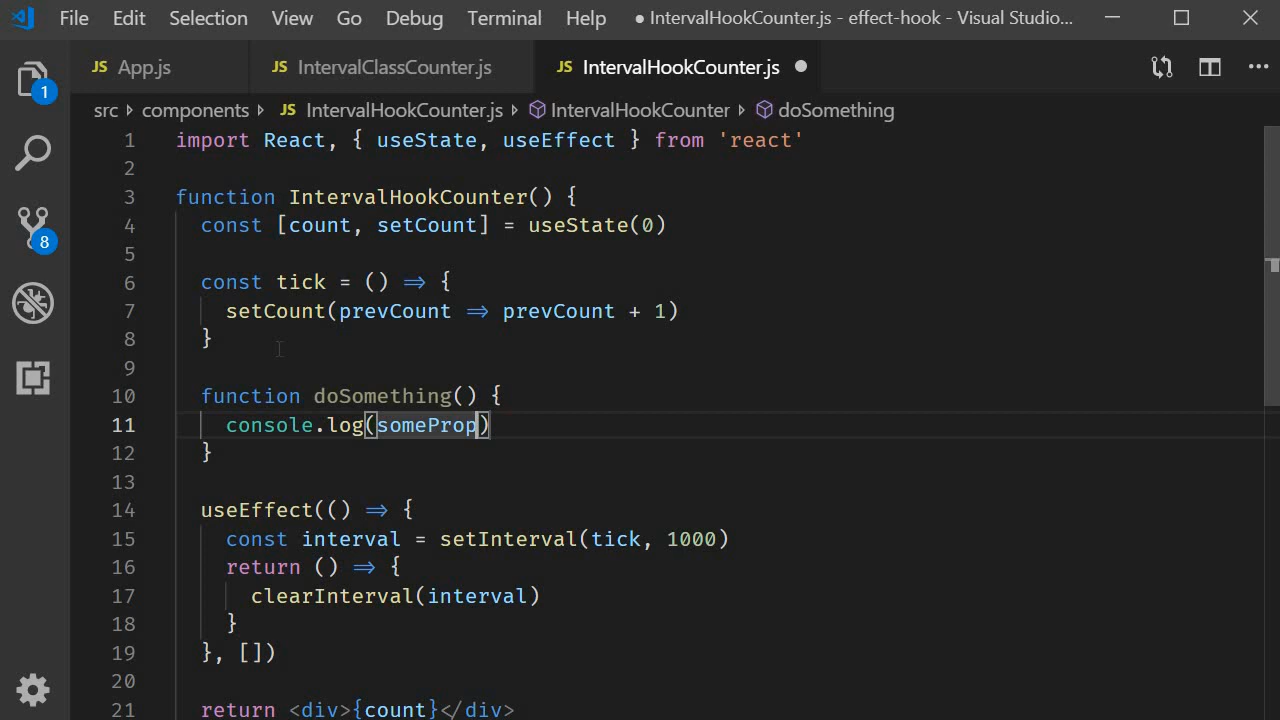 File Edit Selection View Go Debug Terminal Help ● IntervalHookCounter.js - effect-hook - Visual Studio...
JS App.js JS IntervalClassCounter.js JS IntervalHookCounter.js ●
src › components › JS IntervalHookCounter.js › IntervalHookCounter › doSomething
1
8
1 import React, { useState, useEffect } from 'react'
2
3 function IntervalHookCounter() {
4 const [count, setCount] = useState(0)
5
6 const tick = () => {
7 setCount(prevCount => prevCount + 1)
8 }
9
10 function doSomething() {
11 console.log(someProp)
12 }
13
14 useEffect(() => {
15 const interval = setInterval(tick, 1000)
16 return () => {
17 clearInterval(interval)
18 }
19 }, [])
20
21 return <div>{count}</div>